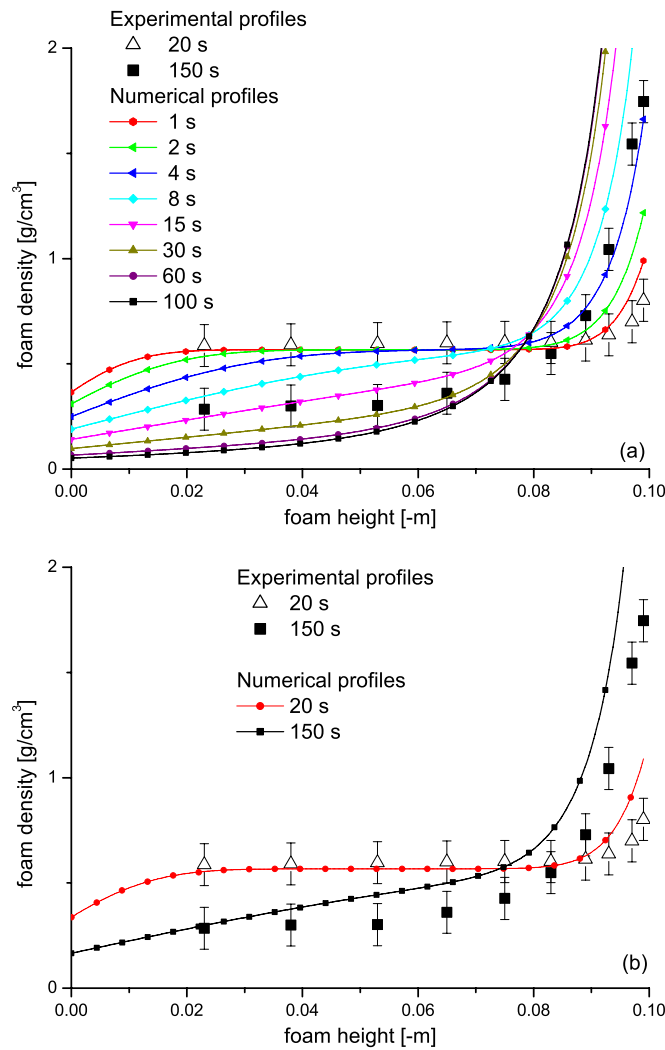 Experimental profiles
20 s
150 s
Numerical profiles
1 s
2 s
4 s
8 s
15 s
30 s
60 s
100 s
2
1
0
foam density [g/cm³]
0.00 0.02 0.04 0.06 0.08 0.10
foam height [-m]
(a)
Experimental profiles
20 s
150 s
Numerical profiles
20 s
150 s
2
1
0
foam density [g/cm³]
0.00 0.02 0.04 0.06 0.08 0.10
foam height [-m]
(b)